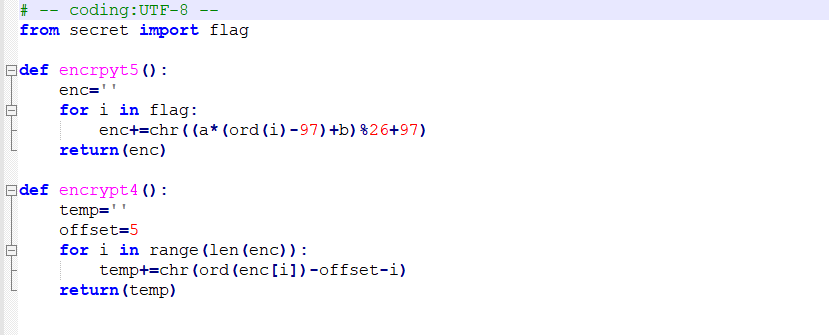 # -- coding:UTF-8 --
from secret import flag
def encrpyt5():
enc=''
for i in flag:
enc+=chr((a*(ord(i)-97)+b)%26+97)
return(enc)
def encrypt4():
temp=''
offset=5
for i in range(len(enc)):
temp+=chr(ord(enc[i])-offset-i)
return(temp)